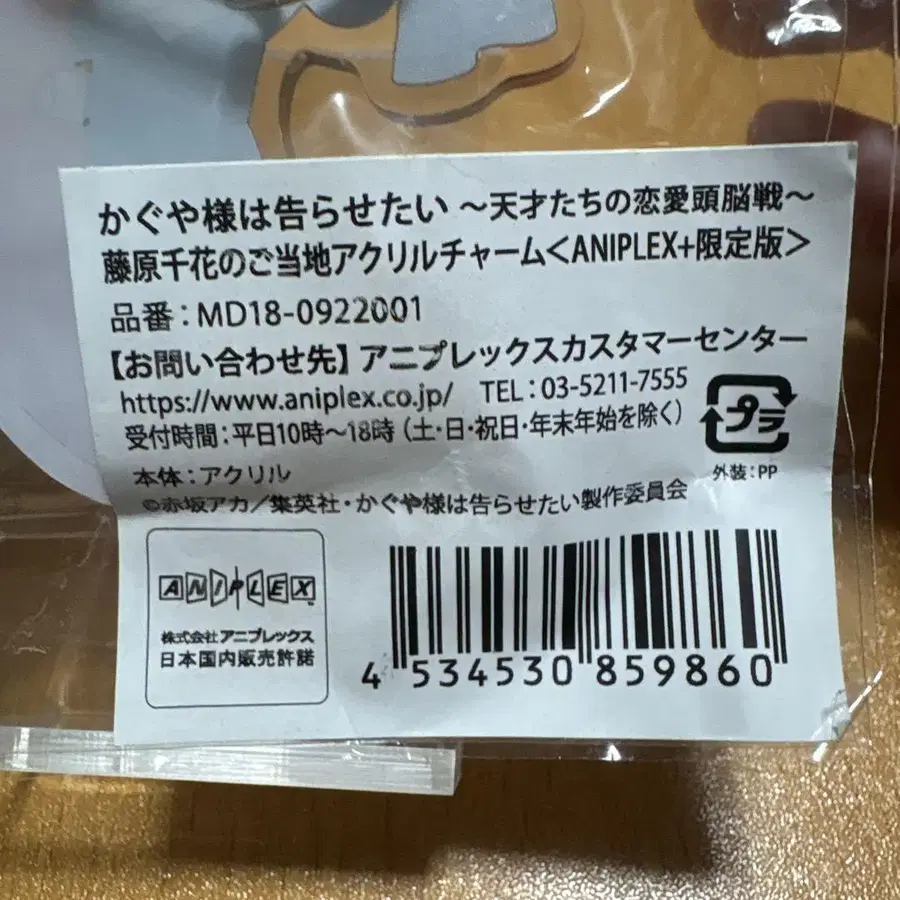 かぐや様は告らせたい ～天才たちの恋愛頭脳戦～
藤原千花のご当地アクリルチャーム＜ANIPLEX+限定版＞
品番：MD18-0922001
【お問い合わせ先】アニプレックスカスタマーセンター
https://www.aniplex.co.jp/ TEL：03-5211-7555
受付時間：平日10時～18時（土・日・祝日・年末年始を除く）
プラ
外装：PP
本体：アクリル
©赤坂アカ／集英社・かぐや様は告らせたい製作委員会
ANIPLEX™
株式会社アニプレックス
日本国内販売許諾
4 534530 859860